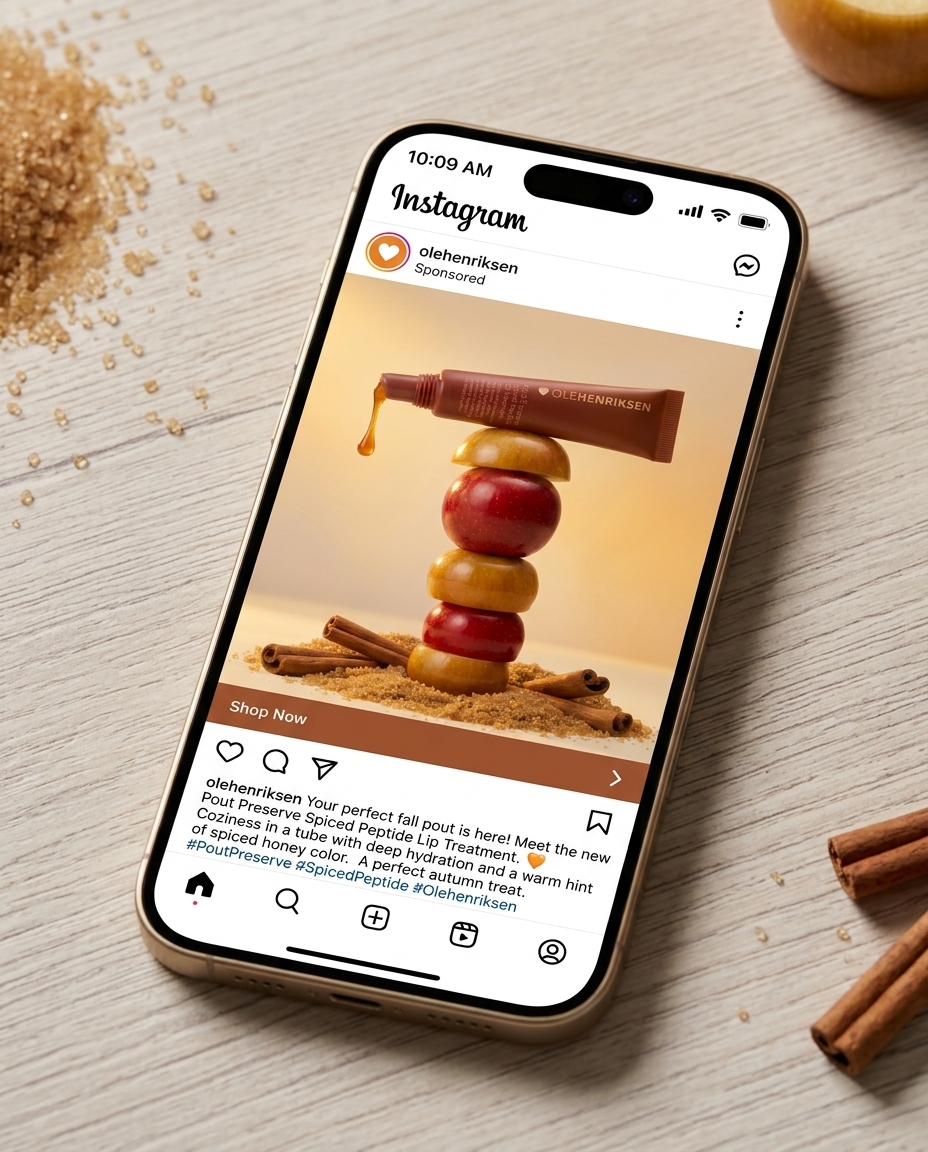 10:09 AM
Instagram
olehenriksen
Sponsored
OLEHENRIKSEN
Shop Now
olehenriksen Your perfect fall pout is here! Meet the new
Pout Preserve Spiced Peptide Lip Treatment. 🧡
Coziness in a tube with deep hydration and a warm hint
of spiced honey color. A perfect autumn treat.
#PoutPreserve #SpicedPeptide #Olehenriksen